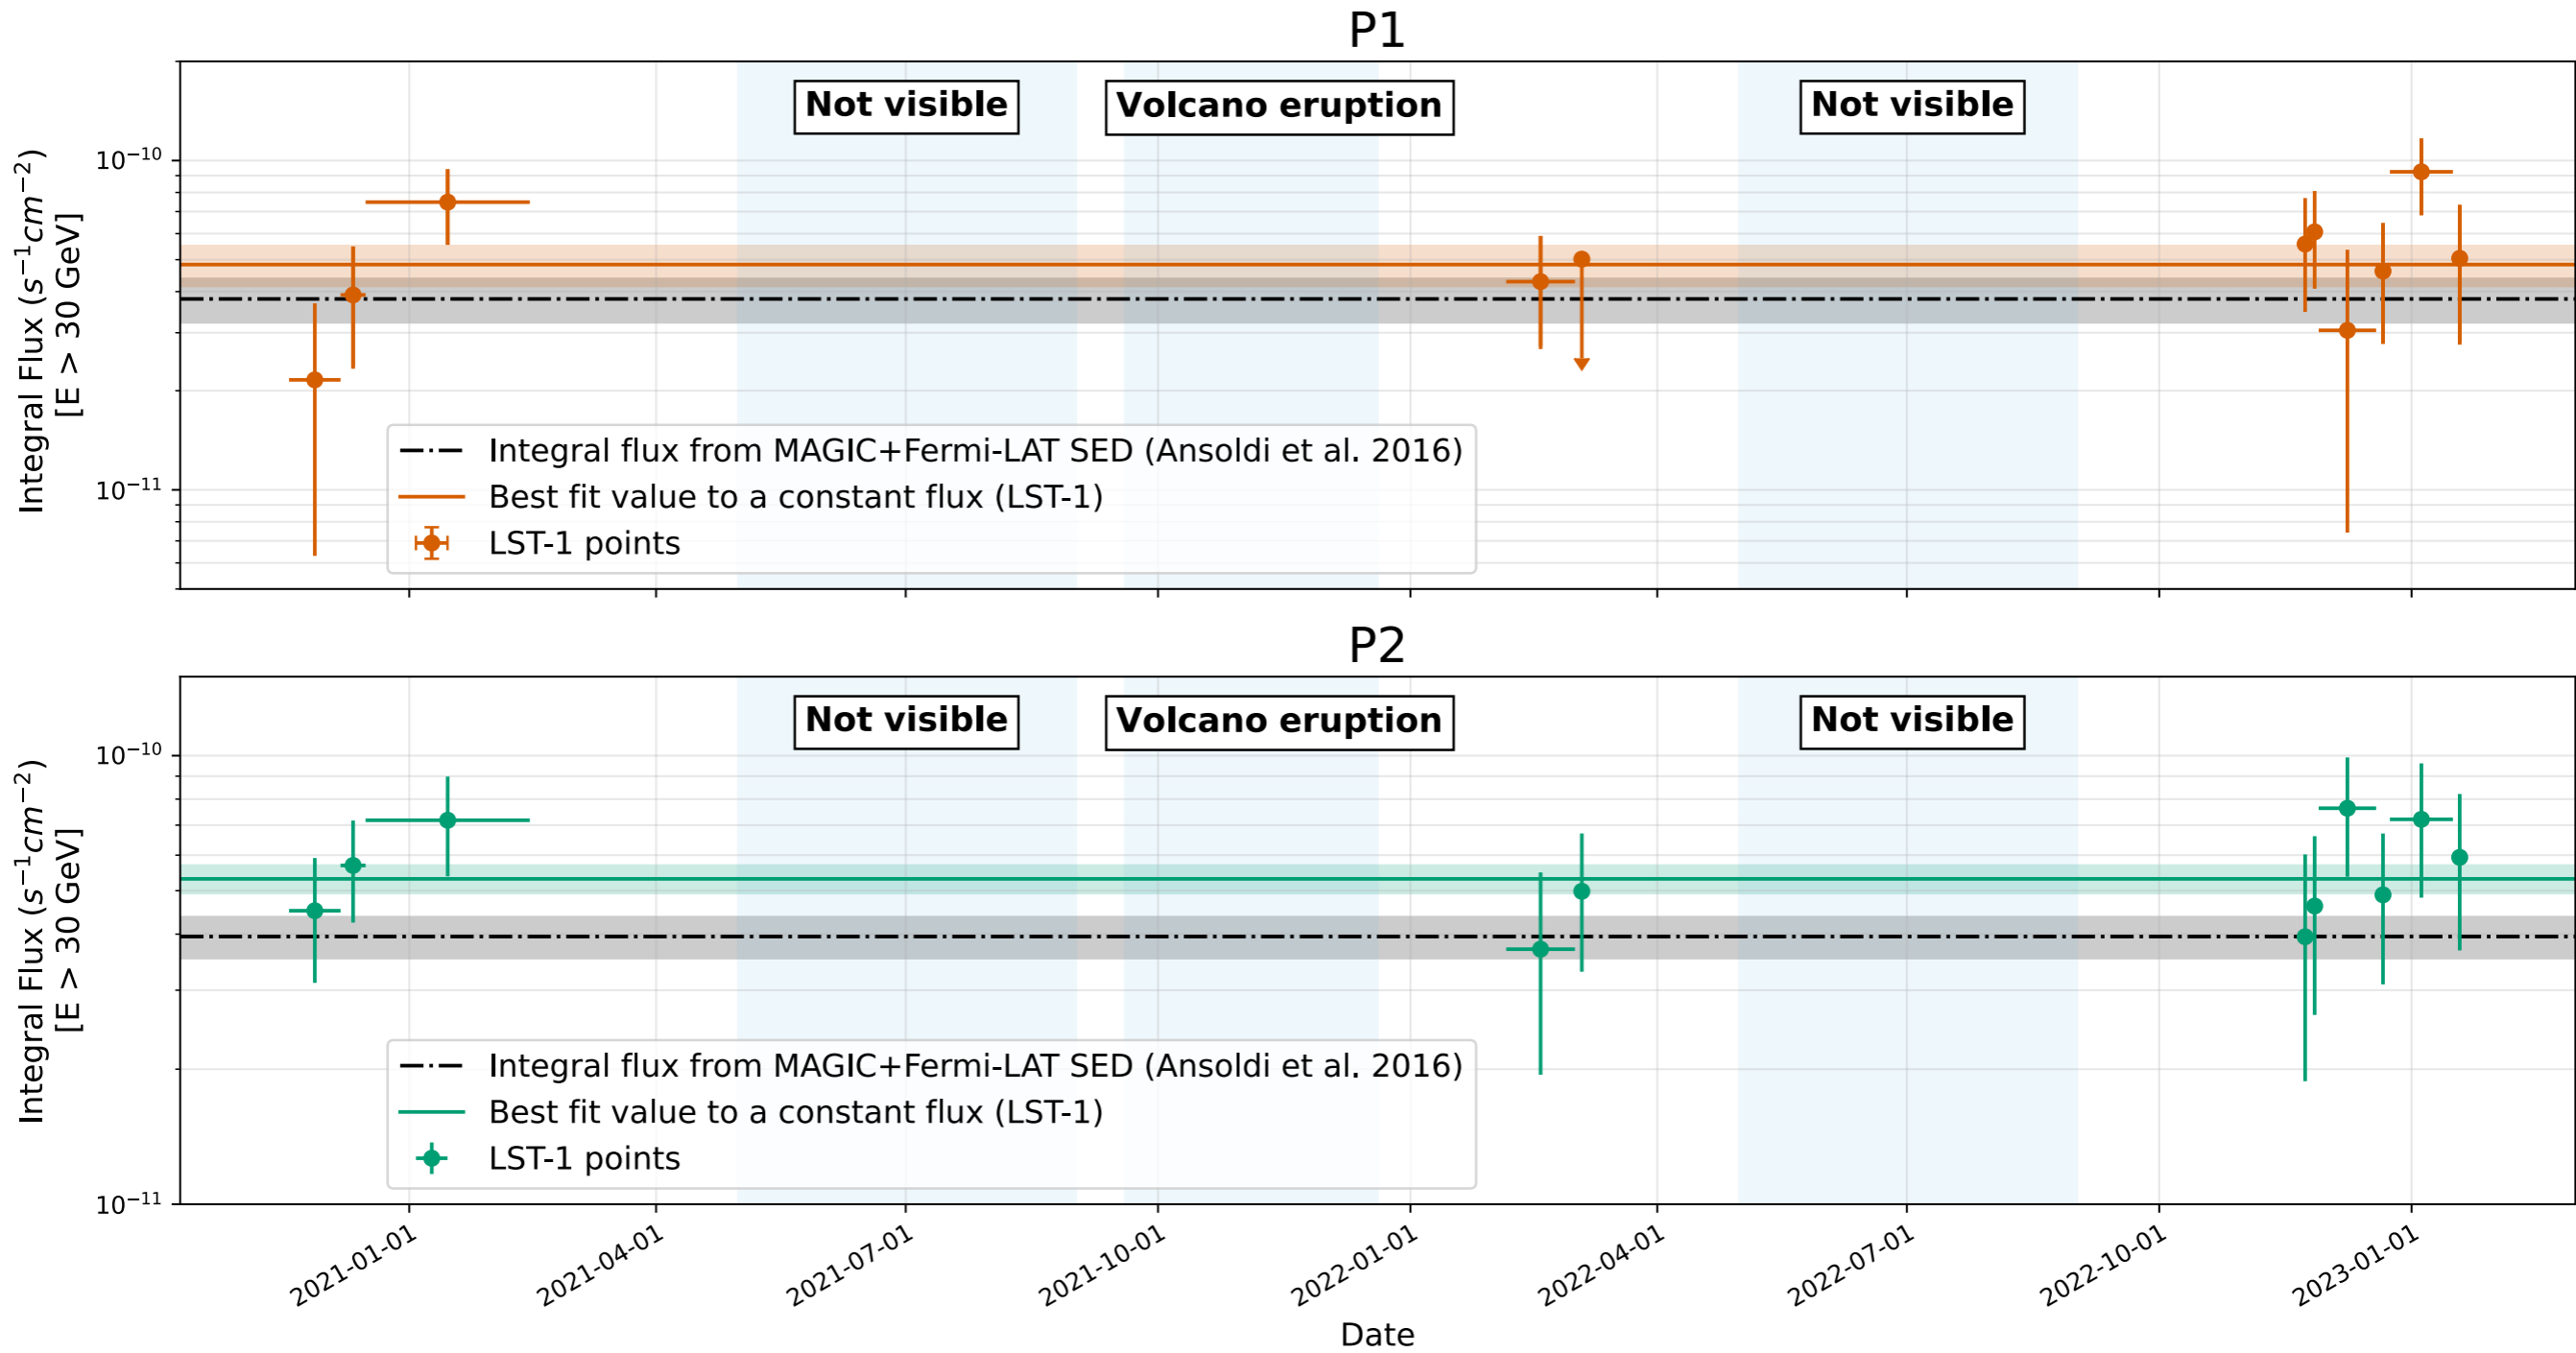 P1
Not visible
Volcano eruption
Not visible
Integral Flux (s⁻¹cm⁻²)
[E > 30 GeV]
10⁻¹⁰
10⁻¹¹
Integral flux from MAGIC+Fermi-LAT SED (Ansoldi et al. 2016)
Best fit value to a constant flux (LST-1)
LST-1 points
P2
Not visible
Volcano eruption
Not visible
Integral Flux (s⁻¹cm⁻²)
[E > 30 GeV]
10⁻¹⁰
10⁻¹¹
Integral flux from MAGIC+Fermi-LAT SED (Ansoldi et al. 2016)
Best fit value to a constant flux (LST-1)
LST-1 points
2021-01-01
2021-04-01
2021-07-01
2021-10-01
2022-01-01
2022-04-01
2022-07-01
2022-10-01
2023-01-01
Date